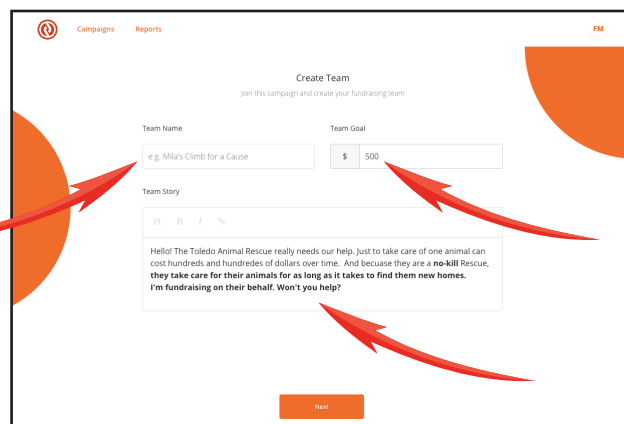 Campaigns Reports FM
Create Team
Join this campaign and create your fundraising team
Team Name Team Goal
e.g. Mila's Climb for a Cause $ 500
Team Story
H B I
Hello! The Toledo Animal Rescue really needs our help. Just to take care of one animal can
cost hundreds and hundredes of dollars over time. And becuase they are a no-kill Rescue,
they take care for their animals for as long as it takes to find them new homes.
I'm fundraising on their behalf. Won't you help?
Next